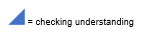 = checking understanding